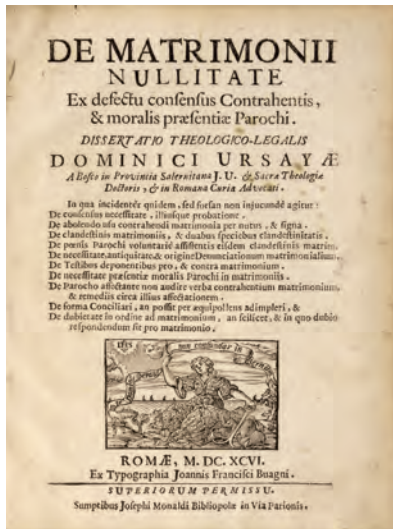 DE MATRIMONII
NULLITATE
Ex defectu consensus Contrahentis,
& moralis præsentiæ Parochi.
DISSERTATIO THEOLOGICO-LEGALIS
DOMINICI URSAYÆ
A Bosco in Provincia Salernitana J. U. & Sacræ Theologiæ
Doctoris, & in Romana Curia Advocati.
In qua incidenter quidem, sed forsan non injucundè agitur:
De consensus necessitate, illiusque probatione.
De abolendo usu contrahendi matrimonia per nutus, & signa.
De clandestinis matrimoniis, & duabus speciebus clandestinitatis.
De pœnis Parochi voluntariè assistentis eisdem clandestinis matrim.
De necessitate, antiquitate, & origine Denunciationum matrimonialium.
De Testibus deponentibus pro, & contra matrimonium.
De necessitate præsentiæ moralis Parochi in matrimoniis.
De Parocho affectante non audire verba contrahentium matrimonium,
& remediis circa illius affectationem.
De forma Conciliari, an possit per æquipollens adimpleri, &
De dubietate in ordine ad matrimonium, an scilicet, & in quo dubio
respondendum sit pro matrimonio.
non confundar in
ROMÆ, M. DC. XCVI.
Ex Typographia Joannis Francisci Buagni.
SUPERIORUM PERMISSU.
Sumptibus Josephi Monaldi Bibliopolæ in Via Parionis.